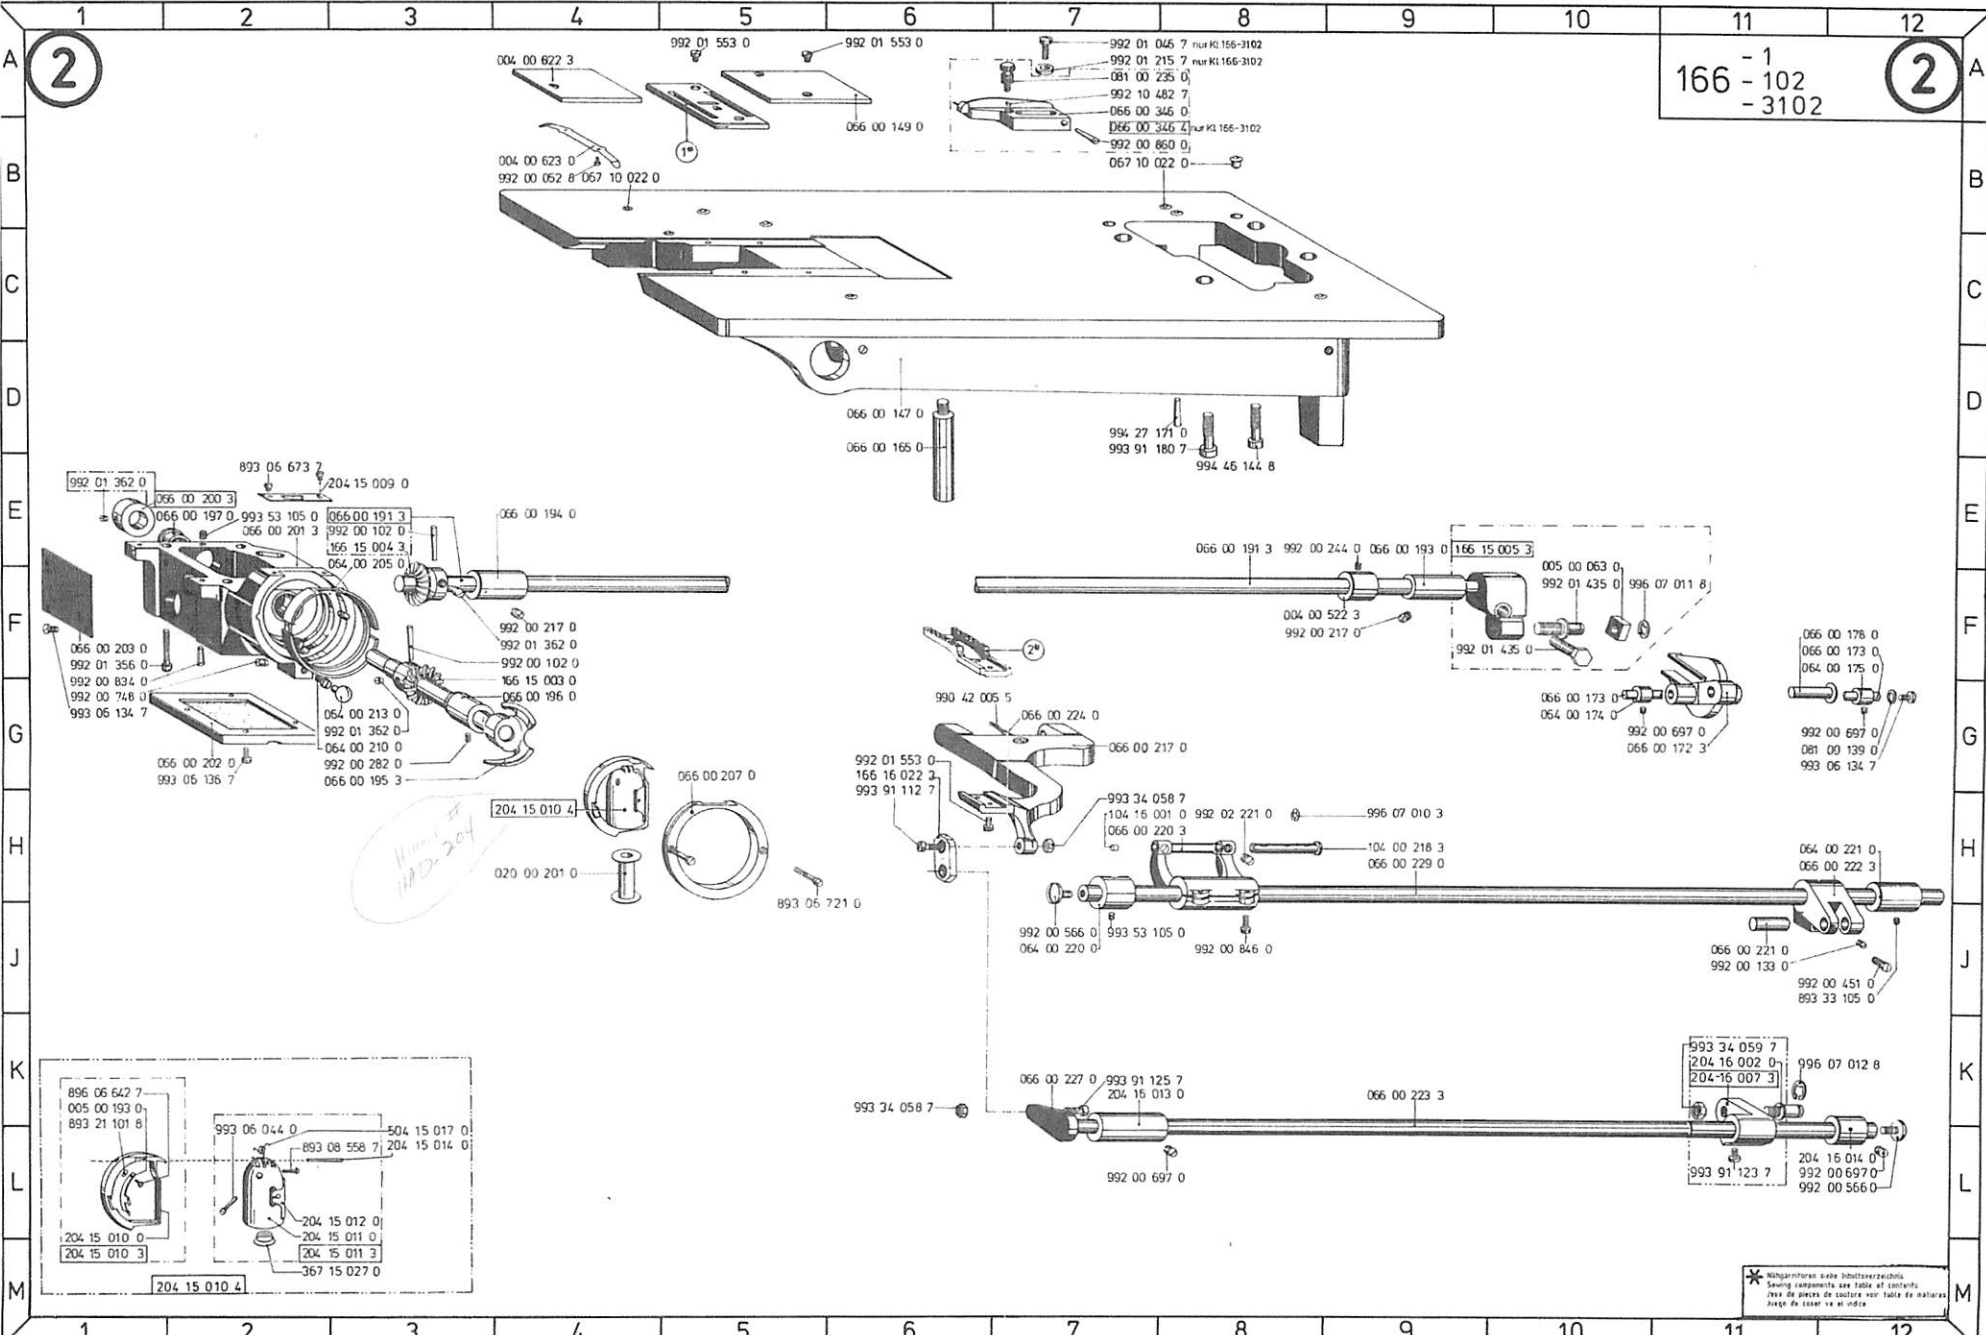 1 2 3 4 5 6 7 8 9 10 11 12
A
2
166 - 1
- 102
- 3102
2
A
992 01 553 0
992 01 553 0
004 00 622 3
066 00 149 0
1*
004 00 623 0
992 00 052 8
067 10 022 0
992 01 046 7 nur Kl.166-3102
992 01 215 7 nur Kl.166-3102
081 00 235 0
992 10 482 7
066 00 346 0
066 00 346 4 nur Kl.166-3102
992 00 860 0
067 10 022 0
B
B
C
C
D
D
066 00 147 0
066 00 165 0
994 27 171 0
993 91 180 7
994 46 144 8
E
E
893 06 673 7
204 15 009 0
992 01 362 0
066 00 200 3
066 00 197 0
993 53 105 0
066 00 201 3
066 00 191 3
992 00 102 0
166 15 004 3
064 00 205 0
066 00 194 0
066 00 191 3
992 00 244 0
066 00 193 0
166 15 005 3
005 00 063 0
992 01 435 0
996 07 011 8
F
F
992 00 217 0
992 01 362 0
992 00 102 0
166 15 003 0
066 00 196 0
004 00 522 3
992 00 217 0
992 01 435 0
2*
066 00 203 0
992 01 356 0
992 00 834 0
992 00 748 0
993 06 134 7
066 00 178 0
066 00 173 0
064 00 175 0
G
G
064 00 213 0
992 01 362 0
064 00 210 0
992 00 282 0
066 00 195 3
066 00 202 0
993 06 136 7
990 42 005 5
066 00 224 0
066 00 217 0
066 00 173 0
064 00 174 0
992 00 697 0
066 00 172 3
992 00 697 0
081 00 139 0
993 06 134 7
992 01 553 0
166 16 022 3
993 91 112 7
H
H
204 15 010 4
066 00 207 0
020 00 201 0
893 06 721 0
HAD-204
993 34 058 7
104 16 001 0
066 00 220 3
992 02 221 0
996 07 010 3
104 00 218 3
066 00 229 0
064 00 221 0
066 00 222 3
J
J
992 00 566 0
064 00 220 0
993 53 105 0
992 00 846 0
066 00 221 0
992 00 133 0
992 00 451 0
893 33 105 0
K
K
066 00 227 0
993 91 125 7
204 16 013 0
993 34 058 7
066 00 223 3
993 34 059 7
204 16 002 0
204-16 007 3
996 07 012 8
896 06 642 7
005 00 193 0
893 21 101 8
993 06 044 0
504 15 017 0
893 08 558 7
204 15 014 0
L
L
992 00 697 0
993 91 123 7
204 16 014 0
992 00 697 0
992 00 566 0
204 15 010 0
204 15 010 3
204 15 012 0
204 15 011 0
204 15 011 3
367 15 027 0
204 15 010 4
M
M
* Nähgarnituren siehe Inhaltsverzeichnis
Sewing components see table of contents
Jeux de pieces de couture voir table de matieres
Juego de coser ve el indice
1 2 3 4 5 6 7 8 9 10 11 12